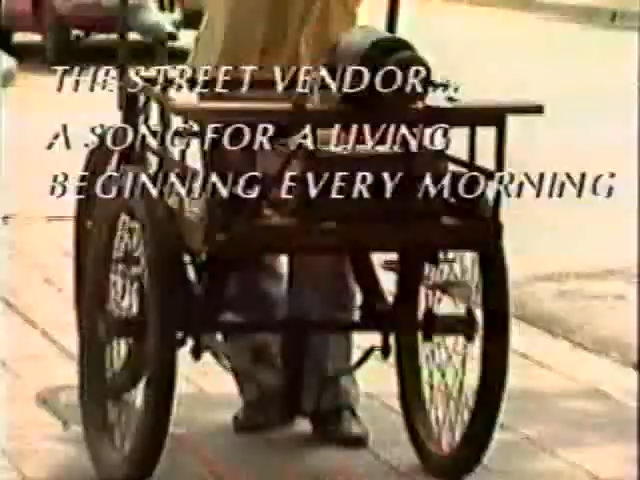 THE STREET VENDOR...
A SONG FOR A LIVING
BEGINNING EVERY MORNING